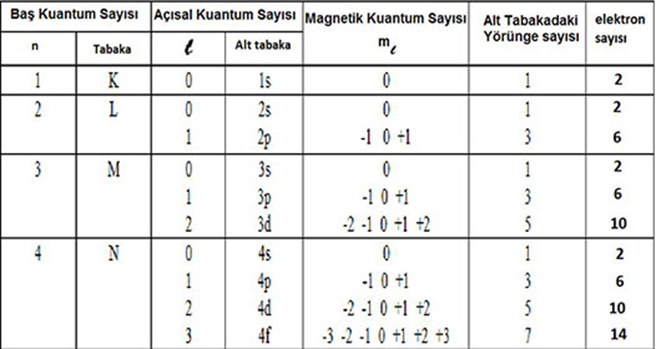 Baş Kuantum Sayısı Açısal Kuantum Sayısı Magnetik Kuantum Sayısı Alt Tabakadaki Yörünge sayısı elektron sayısı
n Tabaka ℓ Alt tabaka mℓ
1 K 0 1s 0 1 2
2 L 0 2s 0 1 2
1 2p -1 0 +1 3 6
3 M 0 3s 0 1 2
1 3p -1 0 +1 3 6
2 3d -2 -1 0 +1 +2 5 10
4 N 0 4s 0 1 2
1 4p -1 0 +1 3 6
2 4d -2 -1 0 +1 +2 5 10
3 4f -3 -2 -1 0 +1 +2 +3 7 14